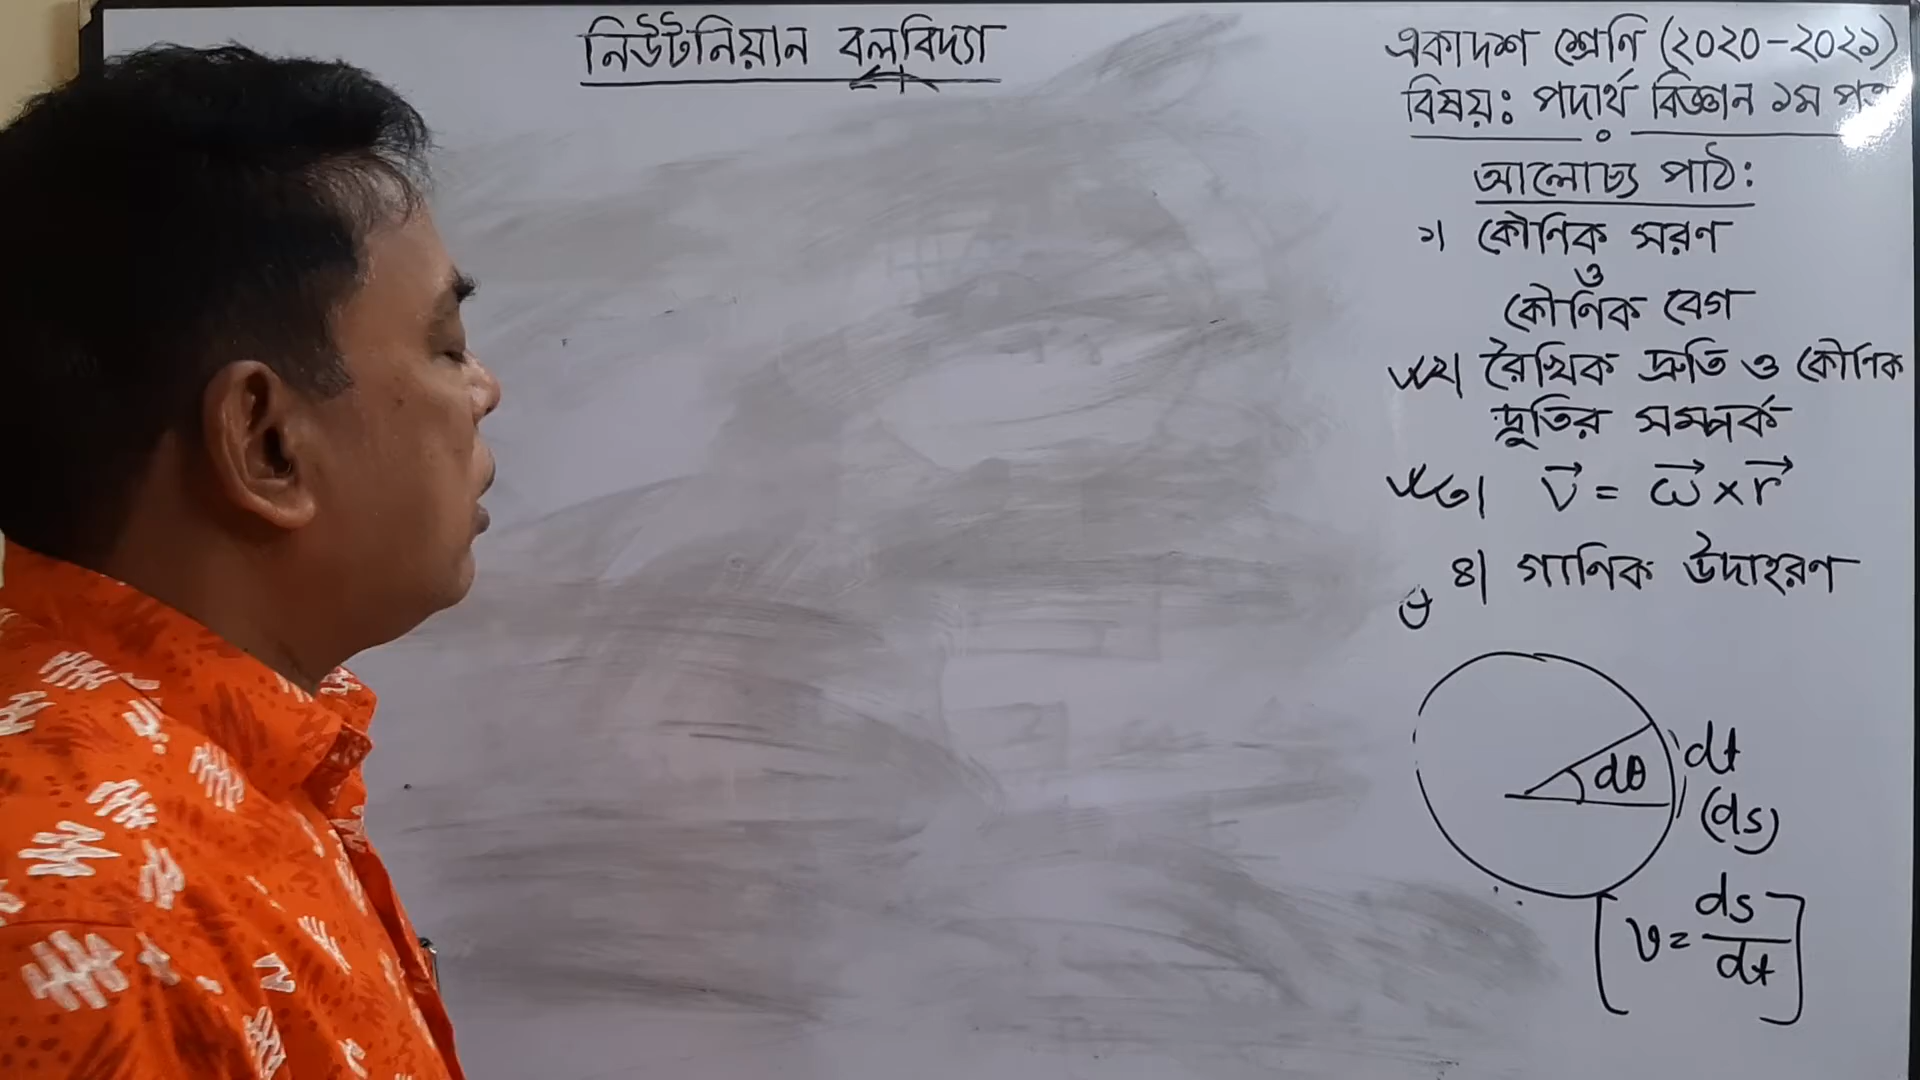 নিউটনিয়ান বলবিদ্যা
একাদশ শ্রেণি (২০২০-২০২১)
বিষয়ঃ পদার্থ বিজ্ঞান ১ম
আলোচ্য পাঠ:
১। কৌণিক সরণ
ও
কৌণিক বেগ
২। রৈখিক দ্রুতি ও কৌণিক
দ্রুতির সম্পর্ক
৩। v⃗ = ω⃗ × r⃗
৪। গাণিক উদাহরণ
dθ
dt
(ds)
[v = ds/dt]